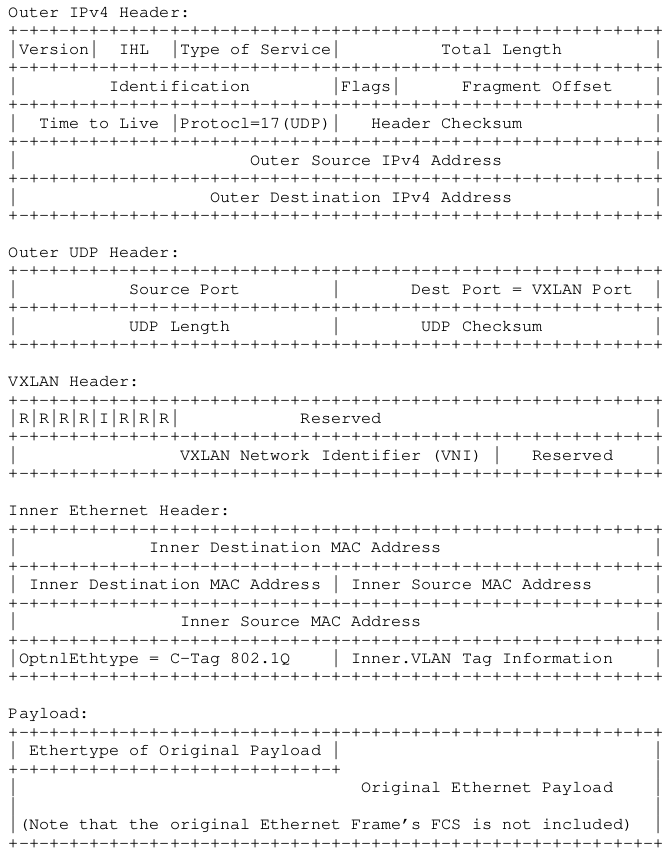 Outer IPv4 Header:
+-+-+-+-+-+-+-+-+-+-+-+-+-+-+-+-+-+-+-+-+-+-+-+-+-+-+-+-+-+-+-+-+
|Version|  IHL  |Type of Service|          Total Length         |
+-+-+-+-+-+-+-+-+-+-+-+-+-+-+-+-+-+-+-+-+-+-+-+-+-+-+-+-+-+-+-+-+
|         Identification        |Flags|      Fragment Offset    |
+-+-+-+-+-+-+-+-+-+-+-+-+-+-+-+-+-+-+-+-+-+-+-+-+-+-+-+-+-+-+-+-+
|  Time to Live |Protocl=17(UDP)|   Header Checksum             |
+-+-+-+-+-+-+-+-+-+-+-+-+-+-+-+-+-+-+-+-+-+-+-+-+-+-+-+-+-+-+-+-+
|                       Outer Source IPv4 Address               |
+-+-+-+-+-+-+-+-+-+-+-+-+-+-+-+-+-+-+-+-+-+-+-+-+-+-+-+-+-+-+-+-+
|                   Outer Destination IPv4 Address              |
+-+-+-+-+-+-+-+-+-+-+-+-+-+-+-+-+-+-+-+-+-+-+-+-+-+-+-+-+-+-+-+-+
Outer UDP Header:
+-+-+-+-+-+-+-+-+-+-+-+-+-+-+-+-+-+-+-+-+-+-+-+-+-+-+-+-+-+-+-+-+
|           Source Port         |       Dest Port = VXLAN Port  |
+-+-+-+-+-+-+-+-+-+-+-+-+-+-+-+-+-+-+-+-+-+-+-+-+-+-+-+-+-+-+-+-+
|           UDP Length          |        UDP Checksum           |
+-+-+-+-+-+-+-+-+-+-+-+-+-+-+-+-+-+-+-+-+-+-+-+-+-+-+-+-+-+-+-+-+
VXLAN Header:
+-+-+-+-+-+-+-+-+-+-+-+-+-+-+-+-+-+-+-+-+-+-+-+-+-+-+-+-+-+-+-+-+
|R|R|R|R|I|R|R|R|            Reserved                           |
+-+-+-+-+-+-+-+-+-+-+-+-+-+-+-+-+-+-+-+-+-+-+-+-+-+-+-+-+-+-+-+-+
|                VXLAN Network Identifier (VNI) |   Reserved    |
+-+-+-+-+-+-+-+-+-+-+-+-+-+-+-+-+-+-+-+-+-+-+-+-+-+-+-+-+-+-+-+-+
Inner Ethernet Header:
+-+-+-+-+-+-+-+-+-+-+-+-+-+-+-+-+-+-+-+-+-+-+-+-+-+-+-+-+-+-+-+-+
|             Inner Destination MAC Address                     |
+-+-+-+-+-+-+-+-+-+-+-+-+-+-+-+-+-+-+-+-+-+-+-+-+-+-+-+-+-+-+-+-+
| Inner Destination MAC Address | Inner Source MAC Address      |
+-+-+-+-+-+-+-+-+-+-+-+-+-+-+-+-+-+-+-+-+-+-+-+-+-+-+-+-+-+-+-+-+
|                Inner Source MAC Address                       |
+-+-+-+-+-+-+-+-+-+-+-+-+-+-+-+-+-+-+-+-+-+-+-+-+-+-+-+-+-+-+-+-+
|OptnlEthtype = C-Tag 802.1Q    | Inner.VLAN Tag Information    |
+-+-+-+-+-+-+-+-+-+-+-+-+-+-+-+-+-+-+-+-+-+-+-+-+-+-+-+-+-+-+-+-+
Payload:
+-+-+-+-+-+-+-+-+-+-+-+-+-+-+-+-+-+-+-+-+-+-+-+-+-+-+-+-+-+-+-+-+
| Ethertype of Original Payload |                               |
+-+-+-+-+-+-+-+-+-+-+-+-+-+-+-+-+                               |
|                                  Original Ethernet Payload    |
|                                                               |
|(Note that the original Ethernet Frame's FCS is not included)  |
+-+-+-+-+-+-+-+-+-+-+-+-+-+-+-+-+-+-+-+-+-+-+-+-+-+-+-+-+-+-+-+-+